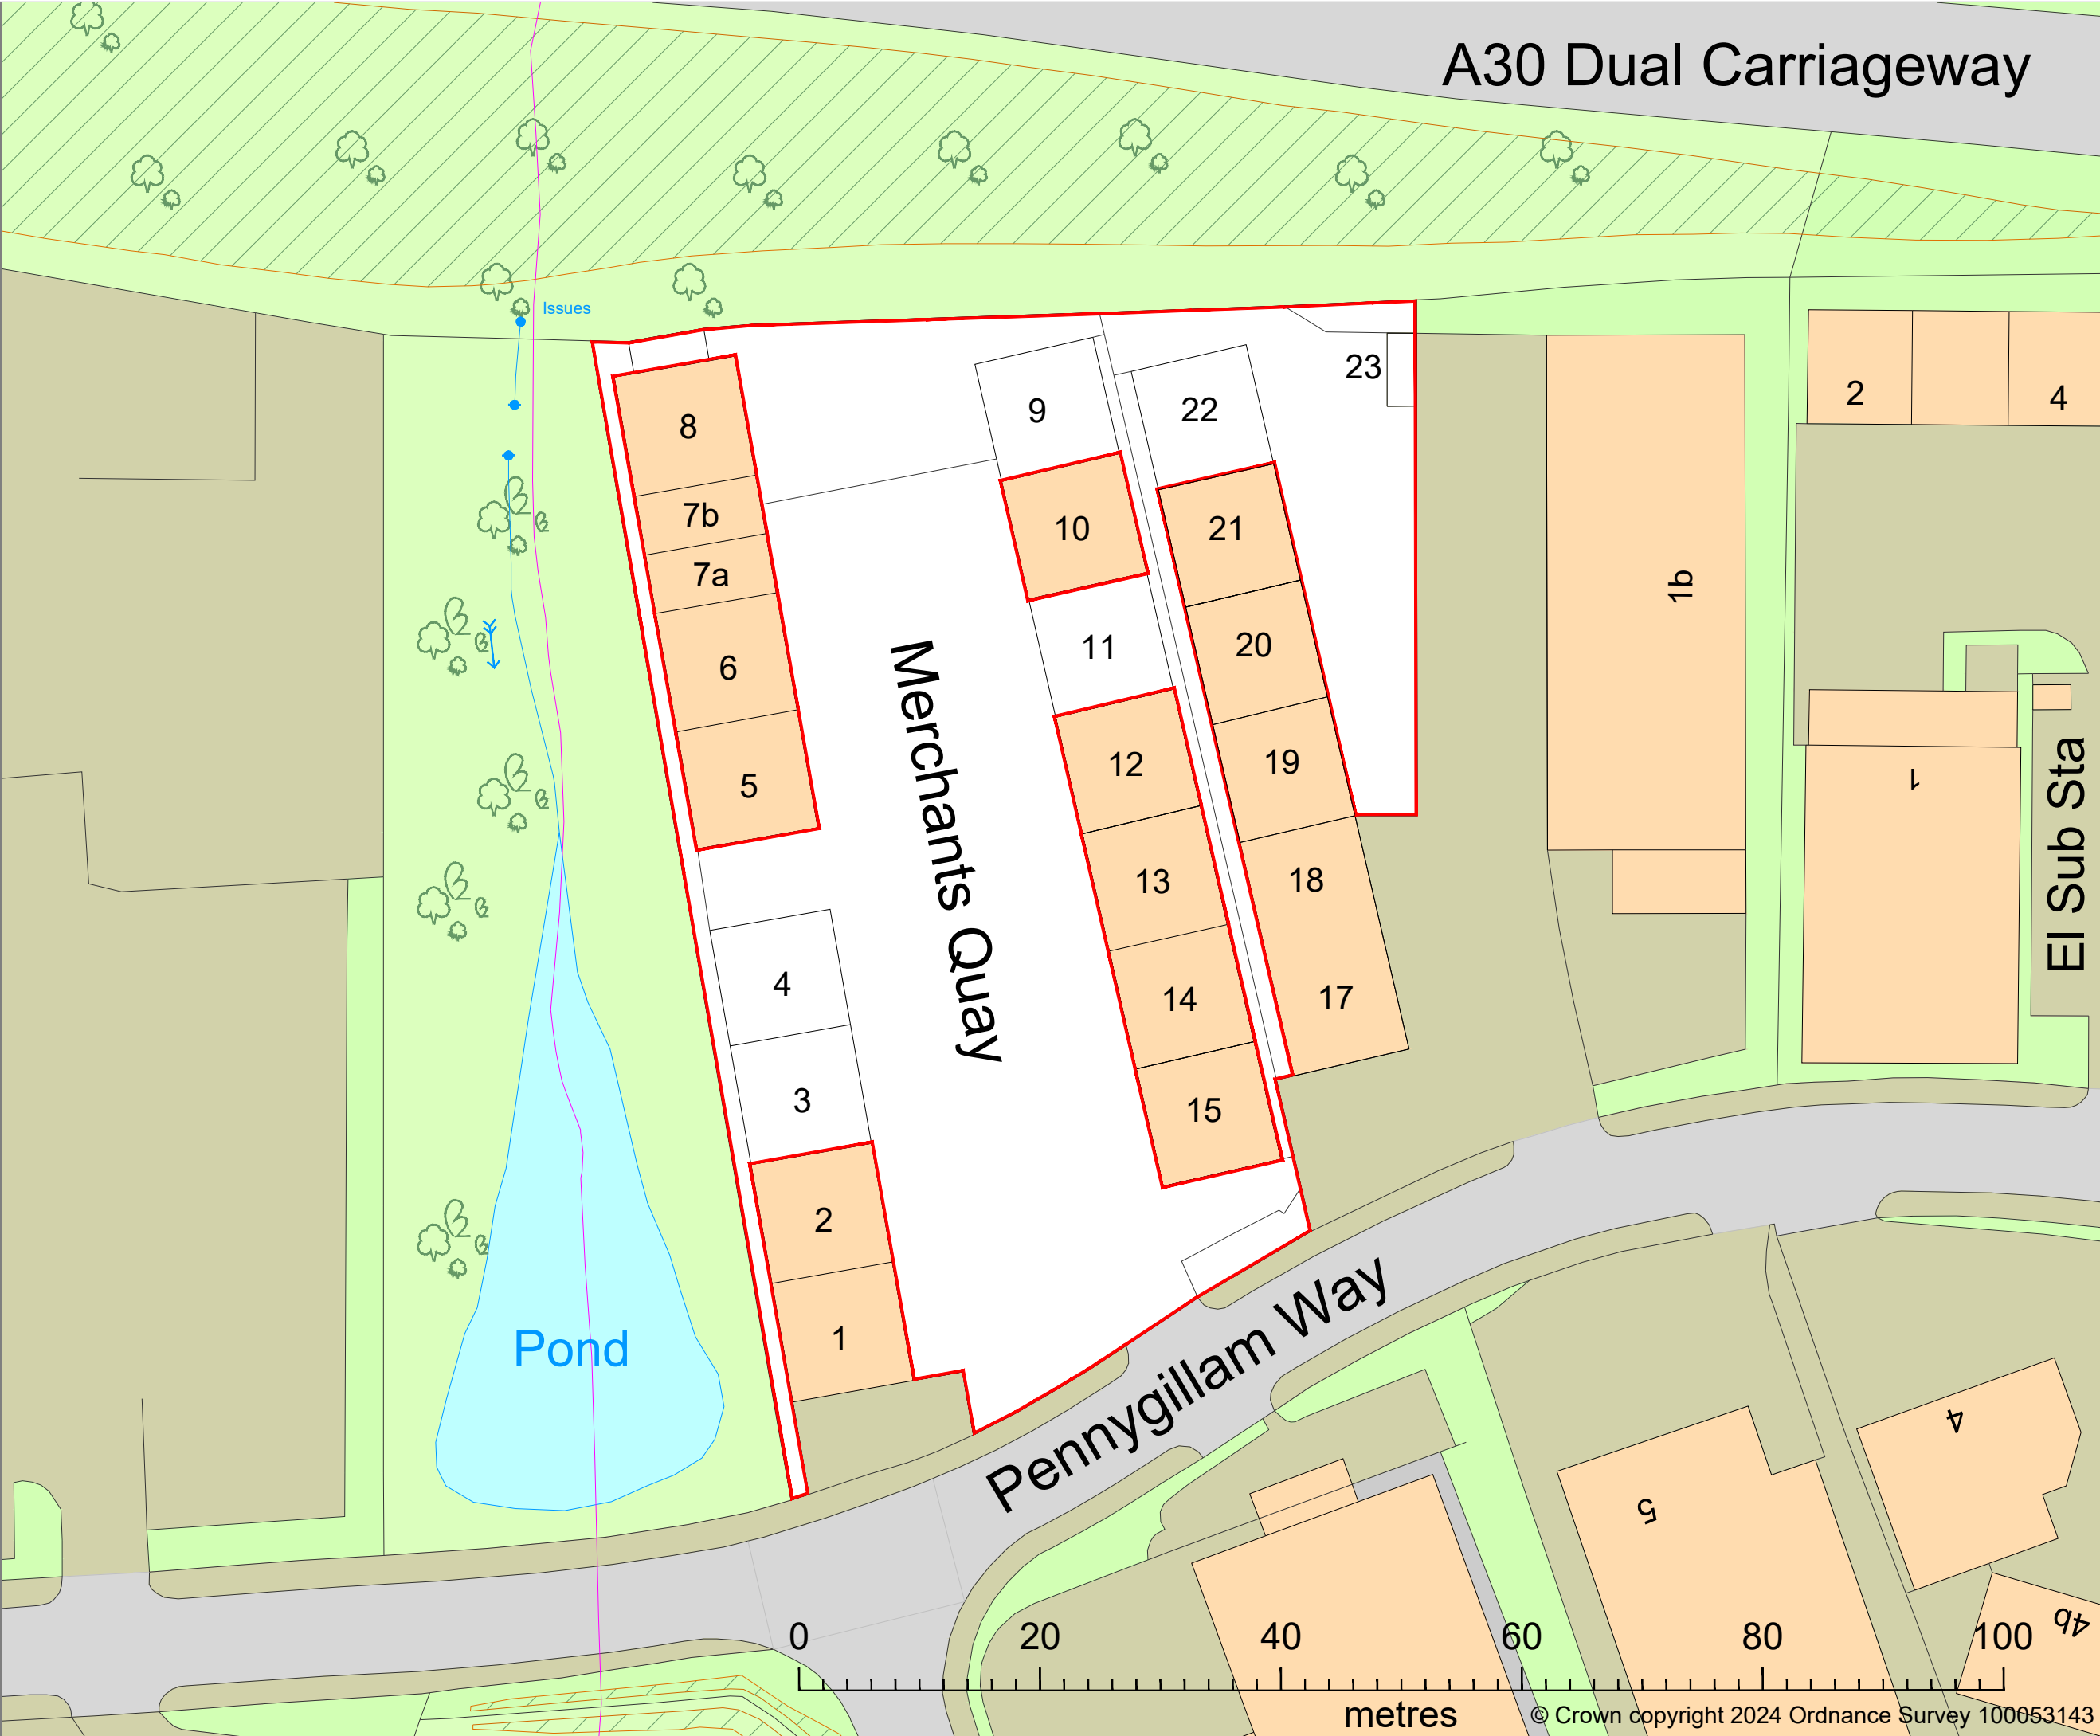 A30 Dual Carriageway
Issues
8
7b
7a
6
5
4
3
2
1
Merchants Quay
9
10
11
12
13
14
15
22
21
20
19
18
17
23
1b
2
4
1
El Sub Sta
Pond
Pennygillam Way
5
4
4b
0 20 40 60 80 100
metres
© Crown copyright 2024 Ordnance Survey 100053143